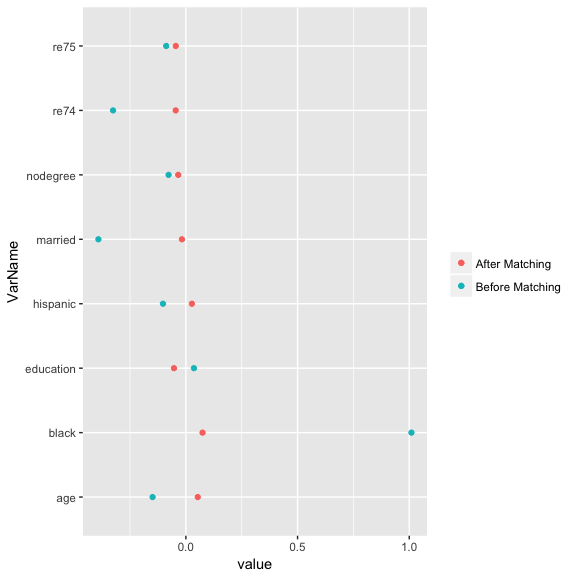 re75
re74
nodegree
married
hispanic
education
black
age
VarName
0.0
0.5
1.0
value
After Matching
Before Matching